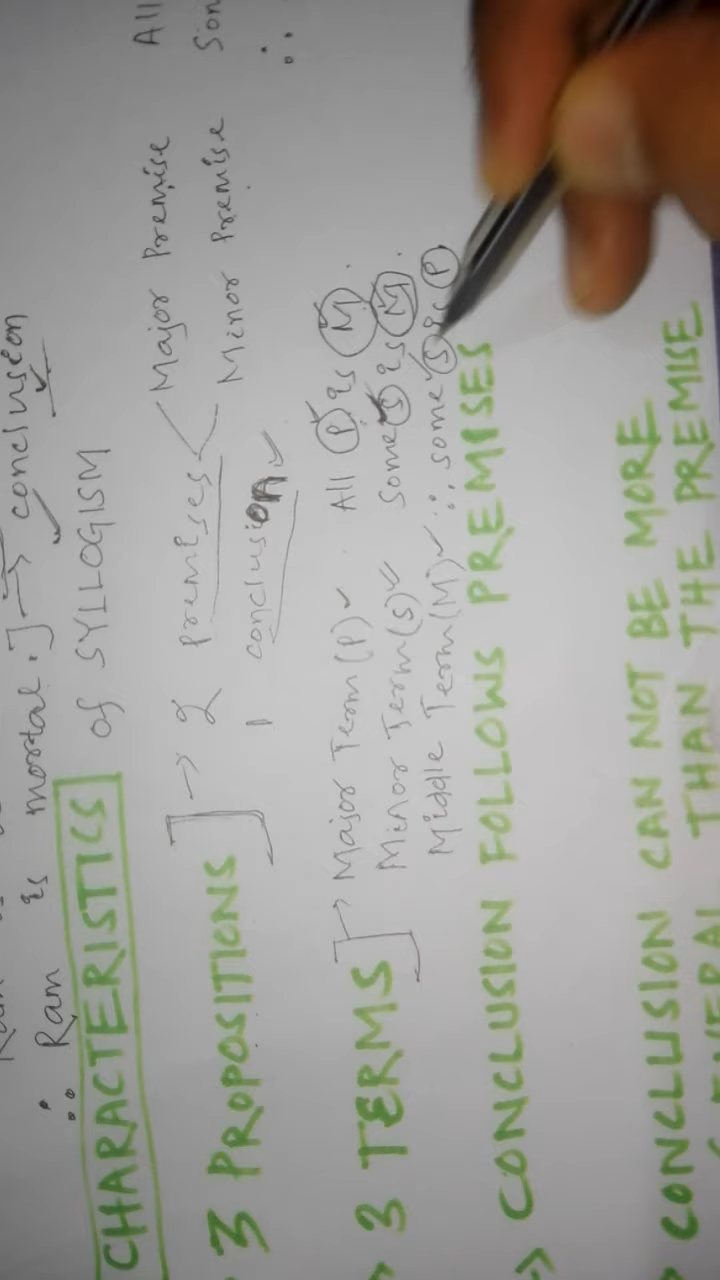 ∴ Ram is mortal. ] → conclusion
CHARACTERISTICS of SYLLOGISM
3 PROPOSITIONS ] → 2 premises < Major Premise All
Minor Premise Som
1 conclusion ✓ ∴
> 3 TERMS ] → Major Term (P) ✓ All P is M.
Minor Term (S) ✓ Some S is M.
Middle Term (M) ✓ ∴ some S is P.
→ CONCLUSION FOLLOWS PREMISES
> CONCLUSION CAN NOT BE MORE
THAN THE PREMISE